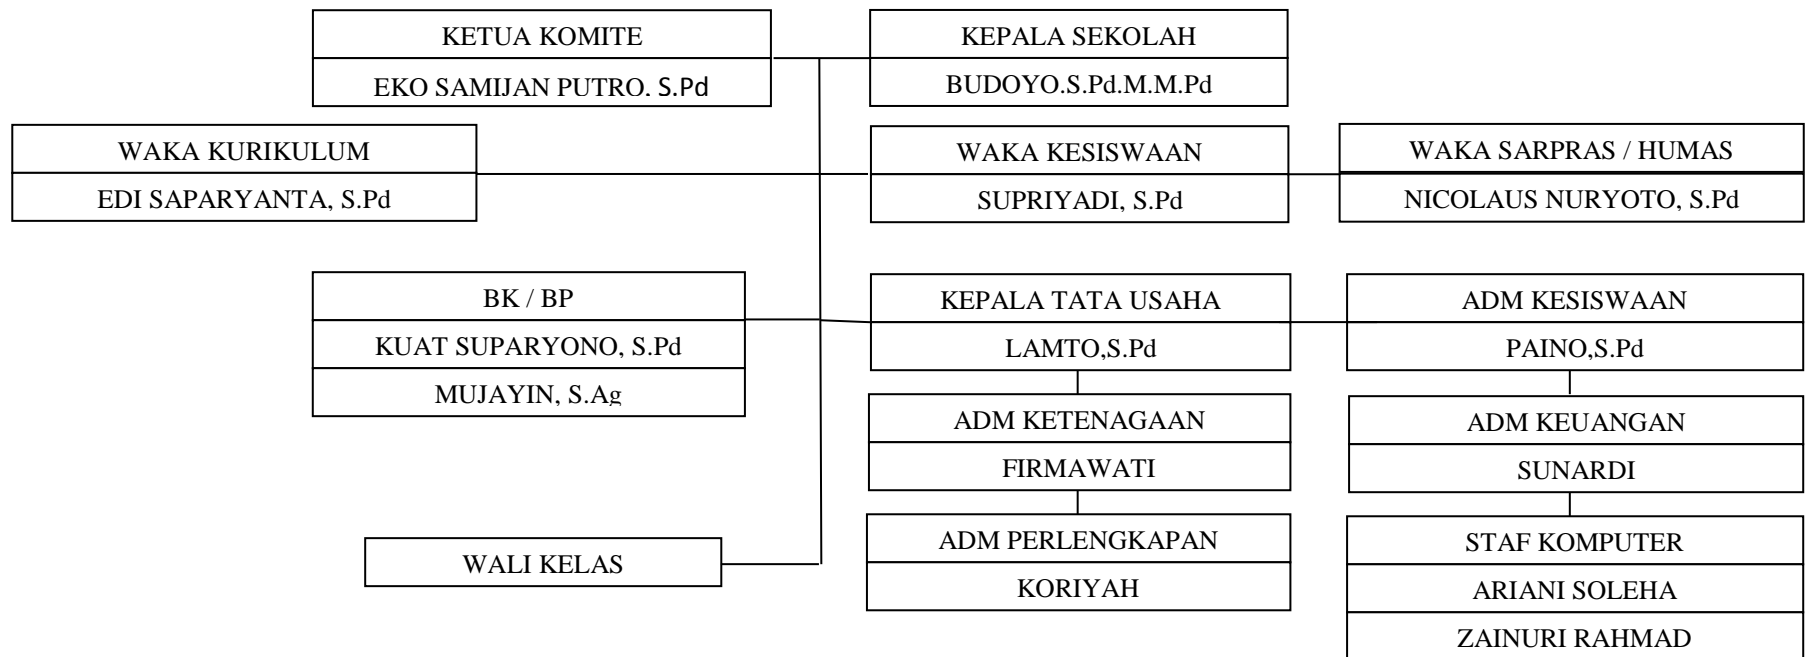 KETUA KOMITE
EKO SAMIJAN PUTRO. S.Pd
KEPALA SEKOLAH
BUDOYO.S.Pd.M.M.Pd
WAKA KURIKULUM
EDI SAPARYANTA, S.Pd
WAKA KESISWAAN
SUPRIYADI, S.Pd
WAKA SARPRAS / HUMAS
NICOLAUS NURYOTO, S.Pd
BK / BP
KUAT SUPARYONO, S.Pd
MUJAYIN, S.Ag
KEPALA TATA USAHA
LAMTO,S.Pd
ADM KESISWAAN
PAINO,S.Pd
ADM KETENAGAAN
FIRMAWATI
ADM KEUANGAN
SUNARDI
WALI KELAS
ADM PERLENGKAPAN
KORIYAH
STAF KOMPUTER
ARIANI SOLEHA
ZAINURI RAHMAD